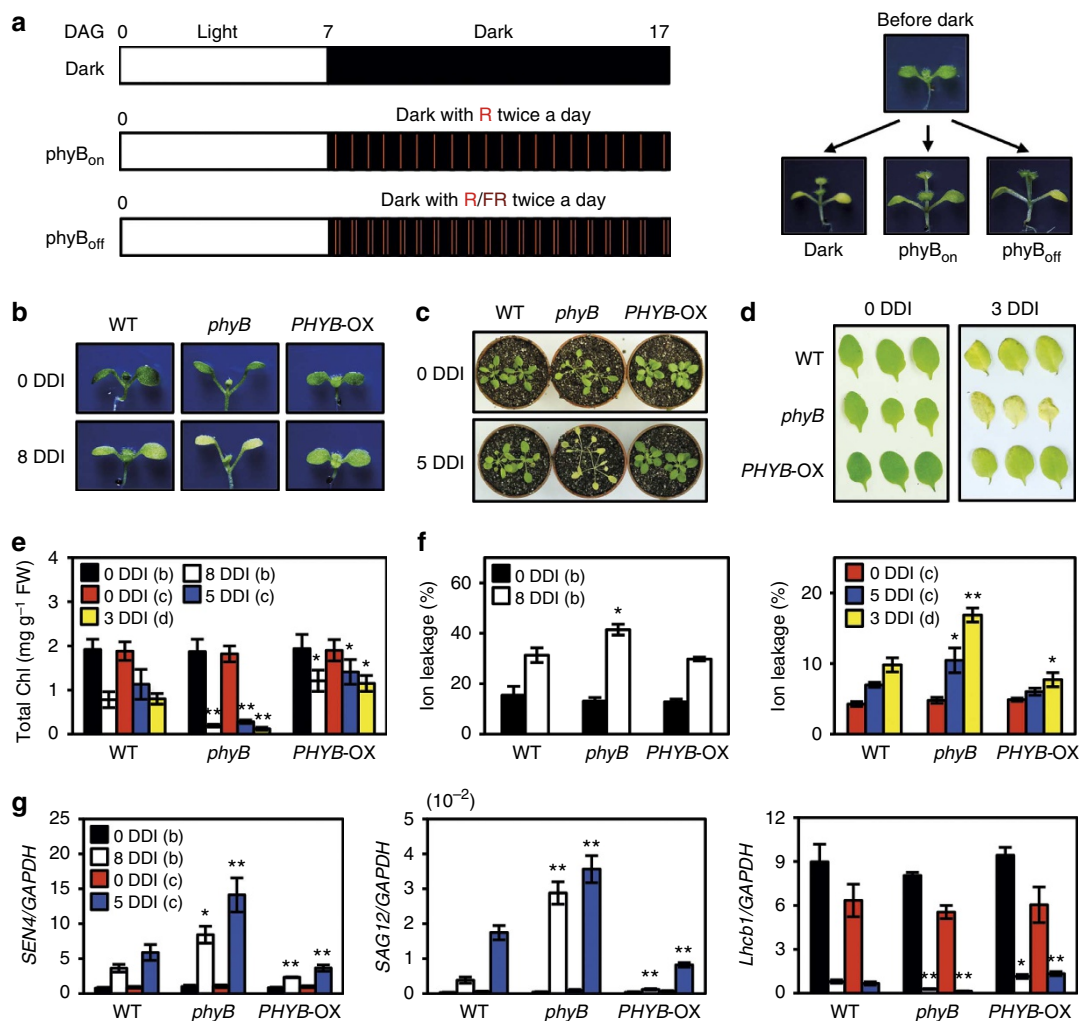 a
DAG 0 Light 7 Dark 17
Dark
0 Dark with R twice a day
phyBon
0 Dark with R/FR twice a day
phyBoff
Before dark
Dark phyBon phyBoff
b
WT phyB PHYB-OX
0 DDI
8 DDI
c
WT phyB PHYB-OX
0 DDI
5 DDI
d
0 DDI 3 DDI
WT
phyB
PHYB-OX
e
Total Chl (mg g⁻¹ FW)
4
3
2
1
0
0 DDI (b) 8 DDI (b)
0 DDI (c) 5 DDI (c)
3 DDI (d)
** ** **
* * *
WT phyB PHYB-OX
f
Ion leakage (%)
60
40
20
0
0 DDI (b)
8 DDI (b)
*
WT phyB PHYB-OX
Ion leakage (%)
20
10
0
0 DDI (c)
5 DDI (c)
3 DDI (d)
* ** *
WT phyB PHYB-OX
g
SEN4/GAPDH
25
20
15
10
5
0
0 DDI (b)
8 DDI (b)
0 DDI (c)
5 DDI (c)
* ** ** **
WT phyB PHYB-OX
(10⁻²)
SAG12/GAPDH
5
4
3
2
1
0
** ** ** **
WT phyB PHYB-OX
Lhcb1/GAPDH
9
6
3
0
** ** * **
WT phyB PHYB-OX